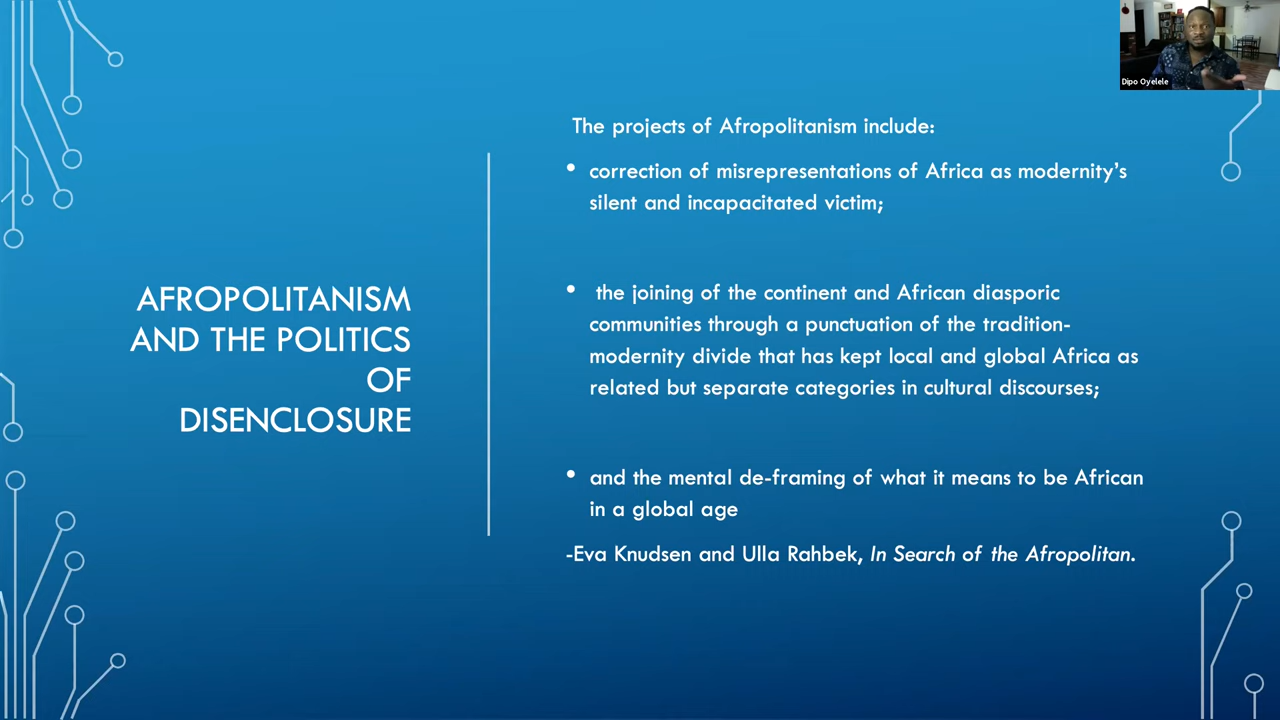 Dipo Oyelele
AFROPOLITANISM
AND THE POLITICS
OF
DISENCLOSURE
The projects of Afropolitanism include:
• correction of misrepresentations of Africa as modernity's
silent and incapacitated victim;
• the joining of the continent and African diasporic
communities through a punctuation of the tradition-
modernity divide that has kept local and global Africa as
related but separate categories in cultural discourses;
• and the mental de-framing of what it means to be African
in a global age
-Eva Knudsen and Ulla Rahbek, In Search of the Afropolitan.